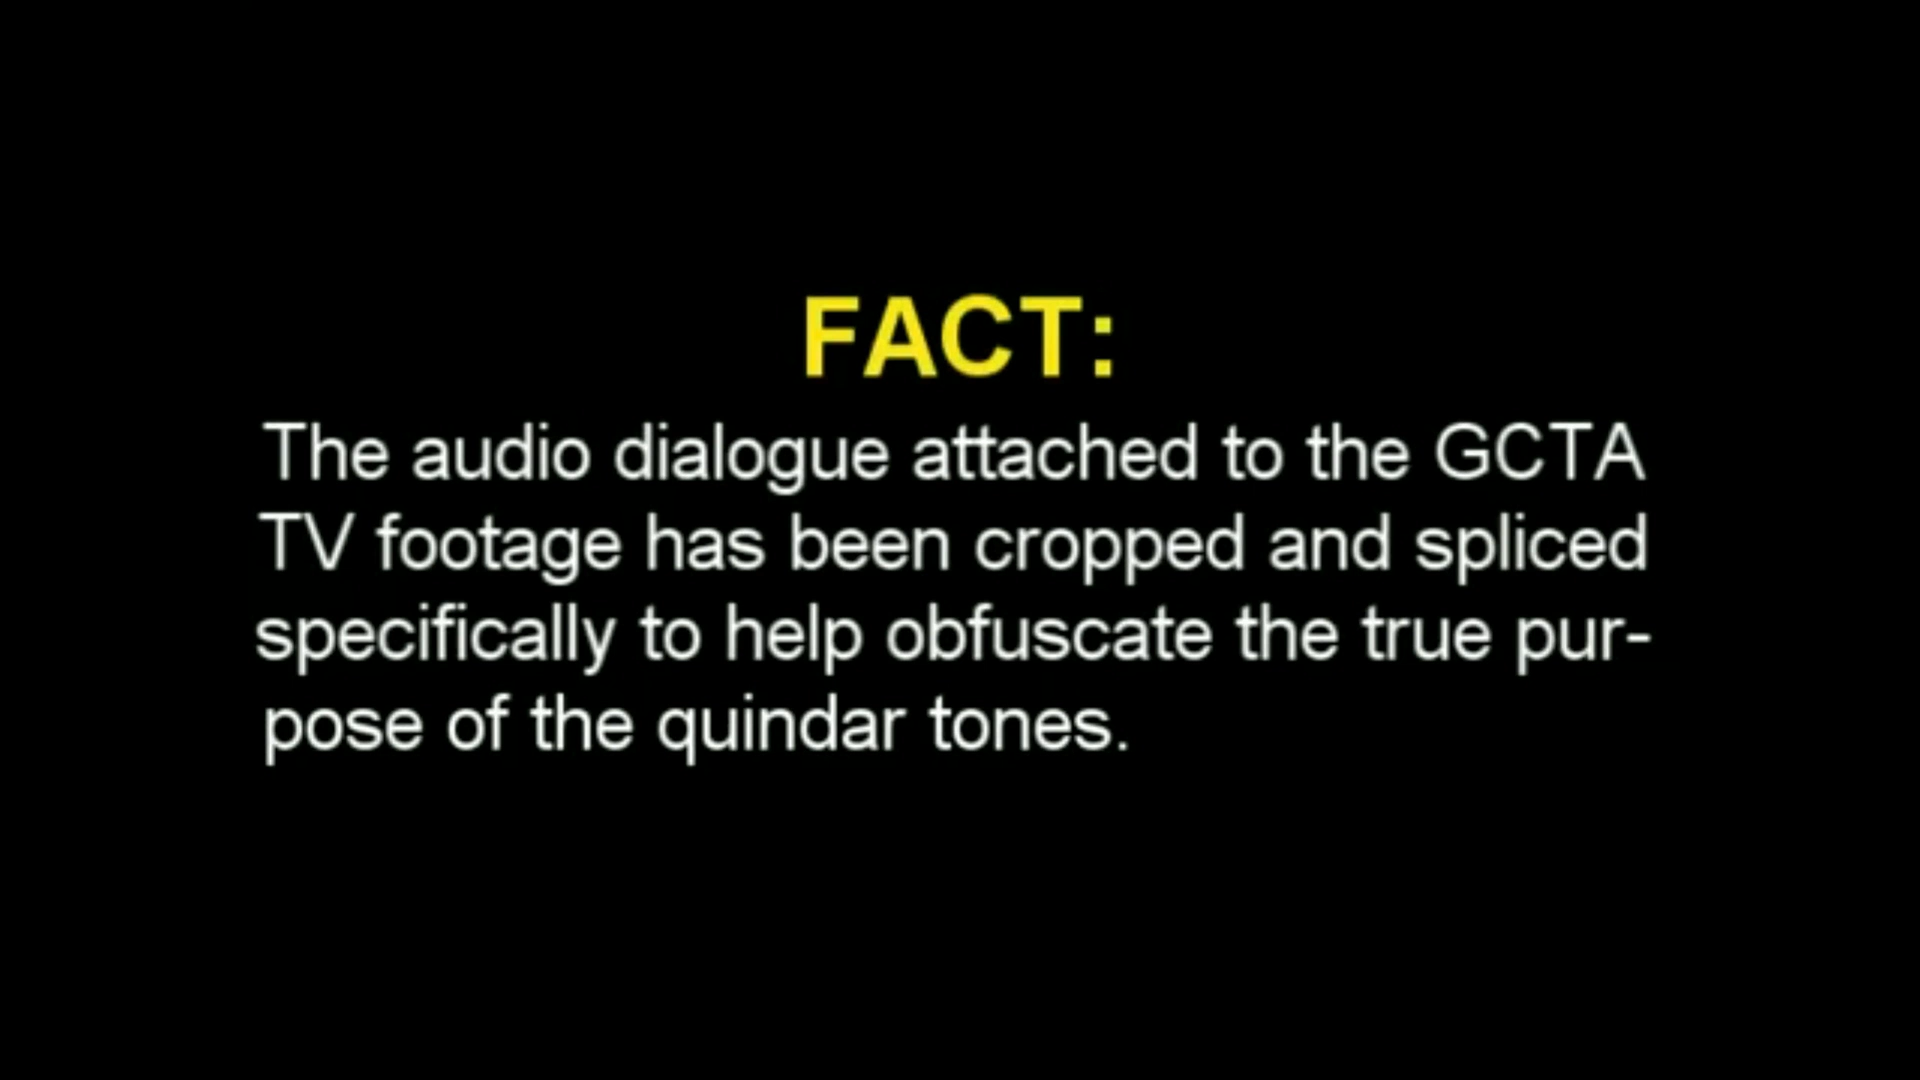 FACT:
The audio dialogue attached to the GCTA
TV footage has been cropped and spliced
specifically to help obfuscate the true pur-
pose of the quindar tones.